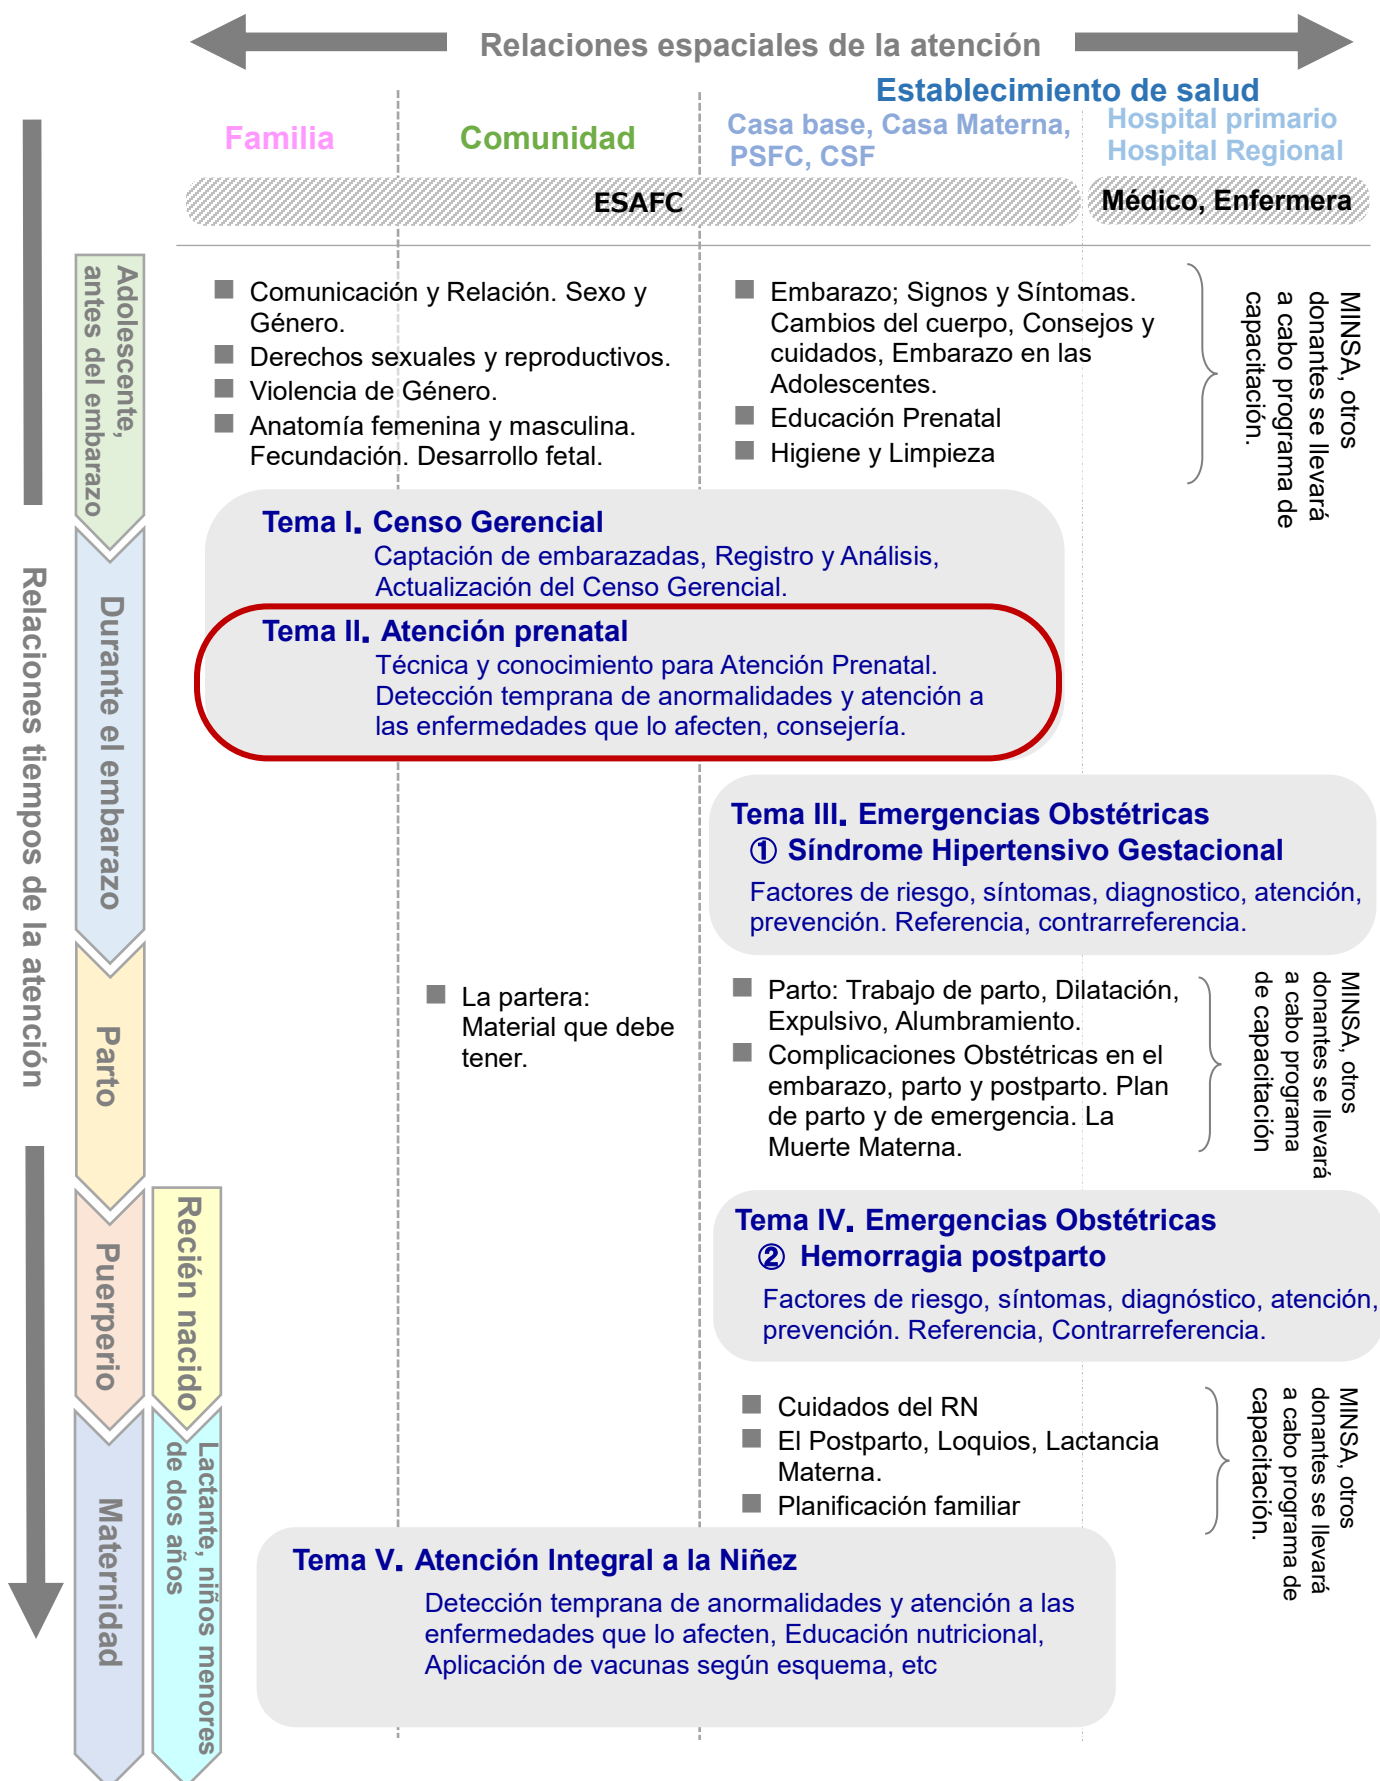 Relaciones espaciales de la atención
Establecimiento de salud
Familia
Comunidad
Casa base, Casa Materna,
PSFC, CSF
Hospital primario
Hospital Regional
ESAFC
Médico, Enfermera
Relaciones tiempos de la atención
Adolescente,
antes del embarazo
■ Comunicación y Relación. Sexo y
Género.
■ Derechos sexuales y reproductivos.
■ Violencia de Género.
■ Anatomía femenina y masculina.
Fecundación. Desarrollo fetal.
■ Embarazo; Signos y Síntomas.
Cambios del cuerpo, Consejos y
cuidados, Embarazo en las
Adolescentes.
■ Educación Prenatal
■ Higiene y Limpieza
MINSA, otros
donantes se llevará
a cabo programa de
capacitación.
Durante el embarazo
Tema I. Censo Gerencial
Captación de embarazadas, Registro y Análisis,
Actualización del Censo Gerencial.
Tema II. Atención prenatal
Técnica y conocimiento para Atención Prenatal.
Detección temprana de anormalidades y atención a
las enfermedades que lo afecten, consejería.
Tema III. Emergencias Obstétricas
① Síndrome Hipertensivo Gestacional
Factores de riesgo, síntomas, diagnostico, atención,
prevención. Referencia, contrarreferencia.
Parto
■ La partera:
Material que debe
tener.
■ Parto: Trabajo de parto, Dilatación,
Expulsivo, Alumbramiento.
■ Complicaciones Obstétricas en el
embarazo, parto y postparto. Plan
de parto y de emergencia. La
Muerte Materna.
MINSA, otros
donantes se llevará
a cabo programa
de capacitación
Puerperio
Recién nacido
Tema IV. Emergencias Obstétricas
② Hemorragia postparto
Factores de riesgo, síntomas, diagnóstico, atención,
prevención. Referencia, Contrarreferencia.
Maternidad
Lactante, niños menores
de dos años
■ Cuidados del RN
■ El Postparto, Loquios, Lactancia
Materna.
■ Planificación familiar
MINSA, otros
donantes se llevará
a cabo programa de
capacitación.
Tema V. Atención Integral a la Niñez
Detección temprana de anormalidades y atención a las
enfermedades que lo afecten, Educación nutricional,
Aplicación de vacunas según esquema, etc